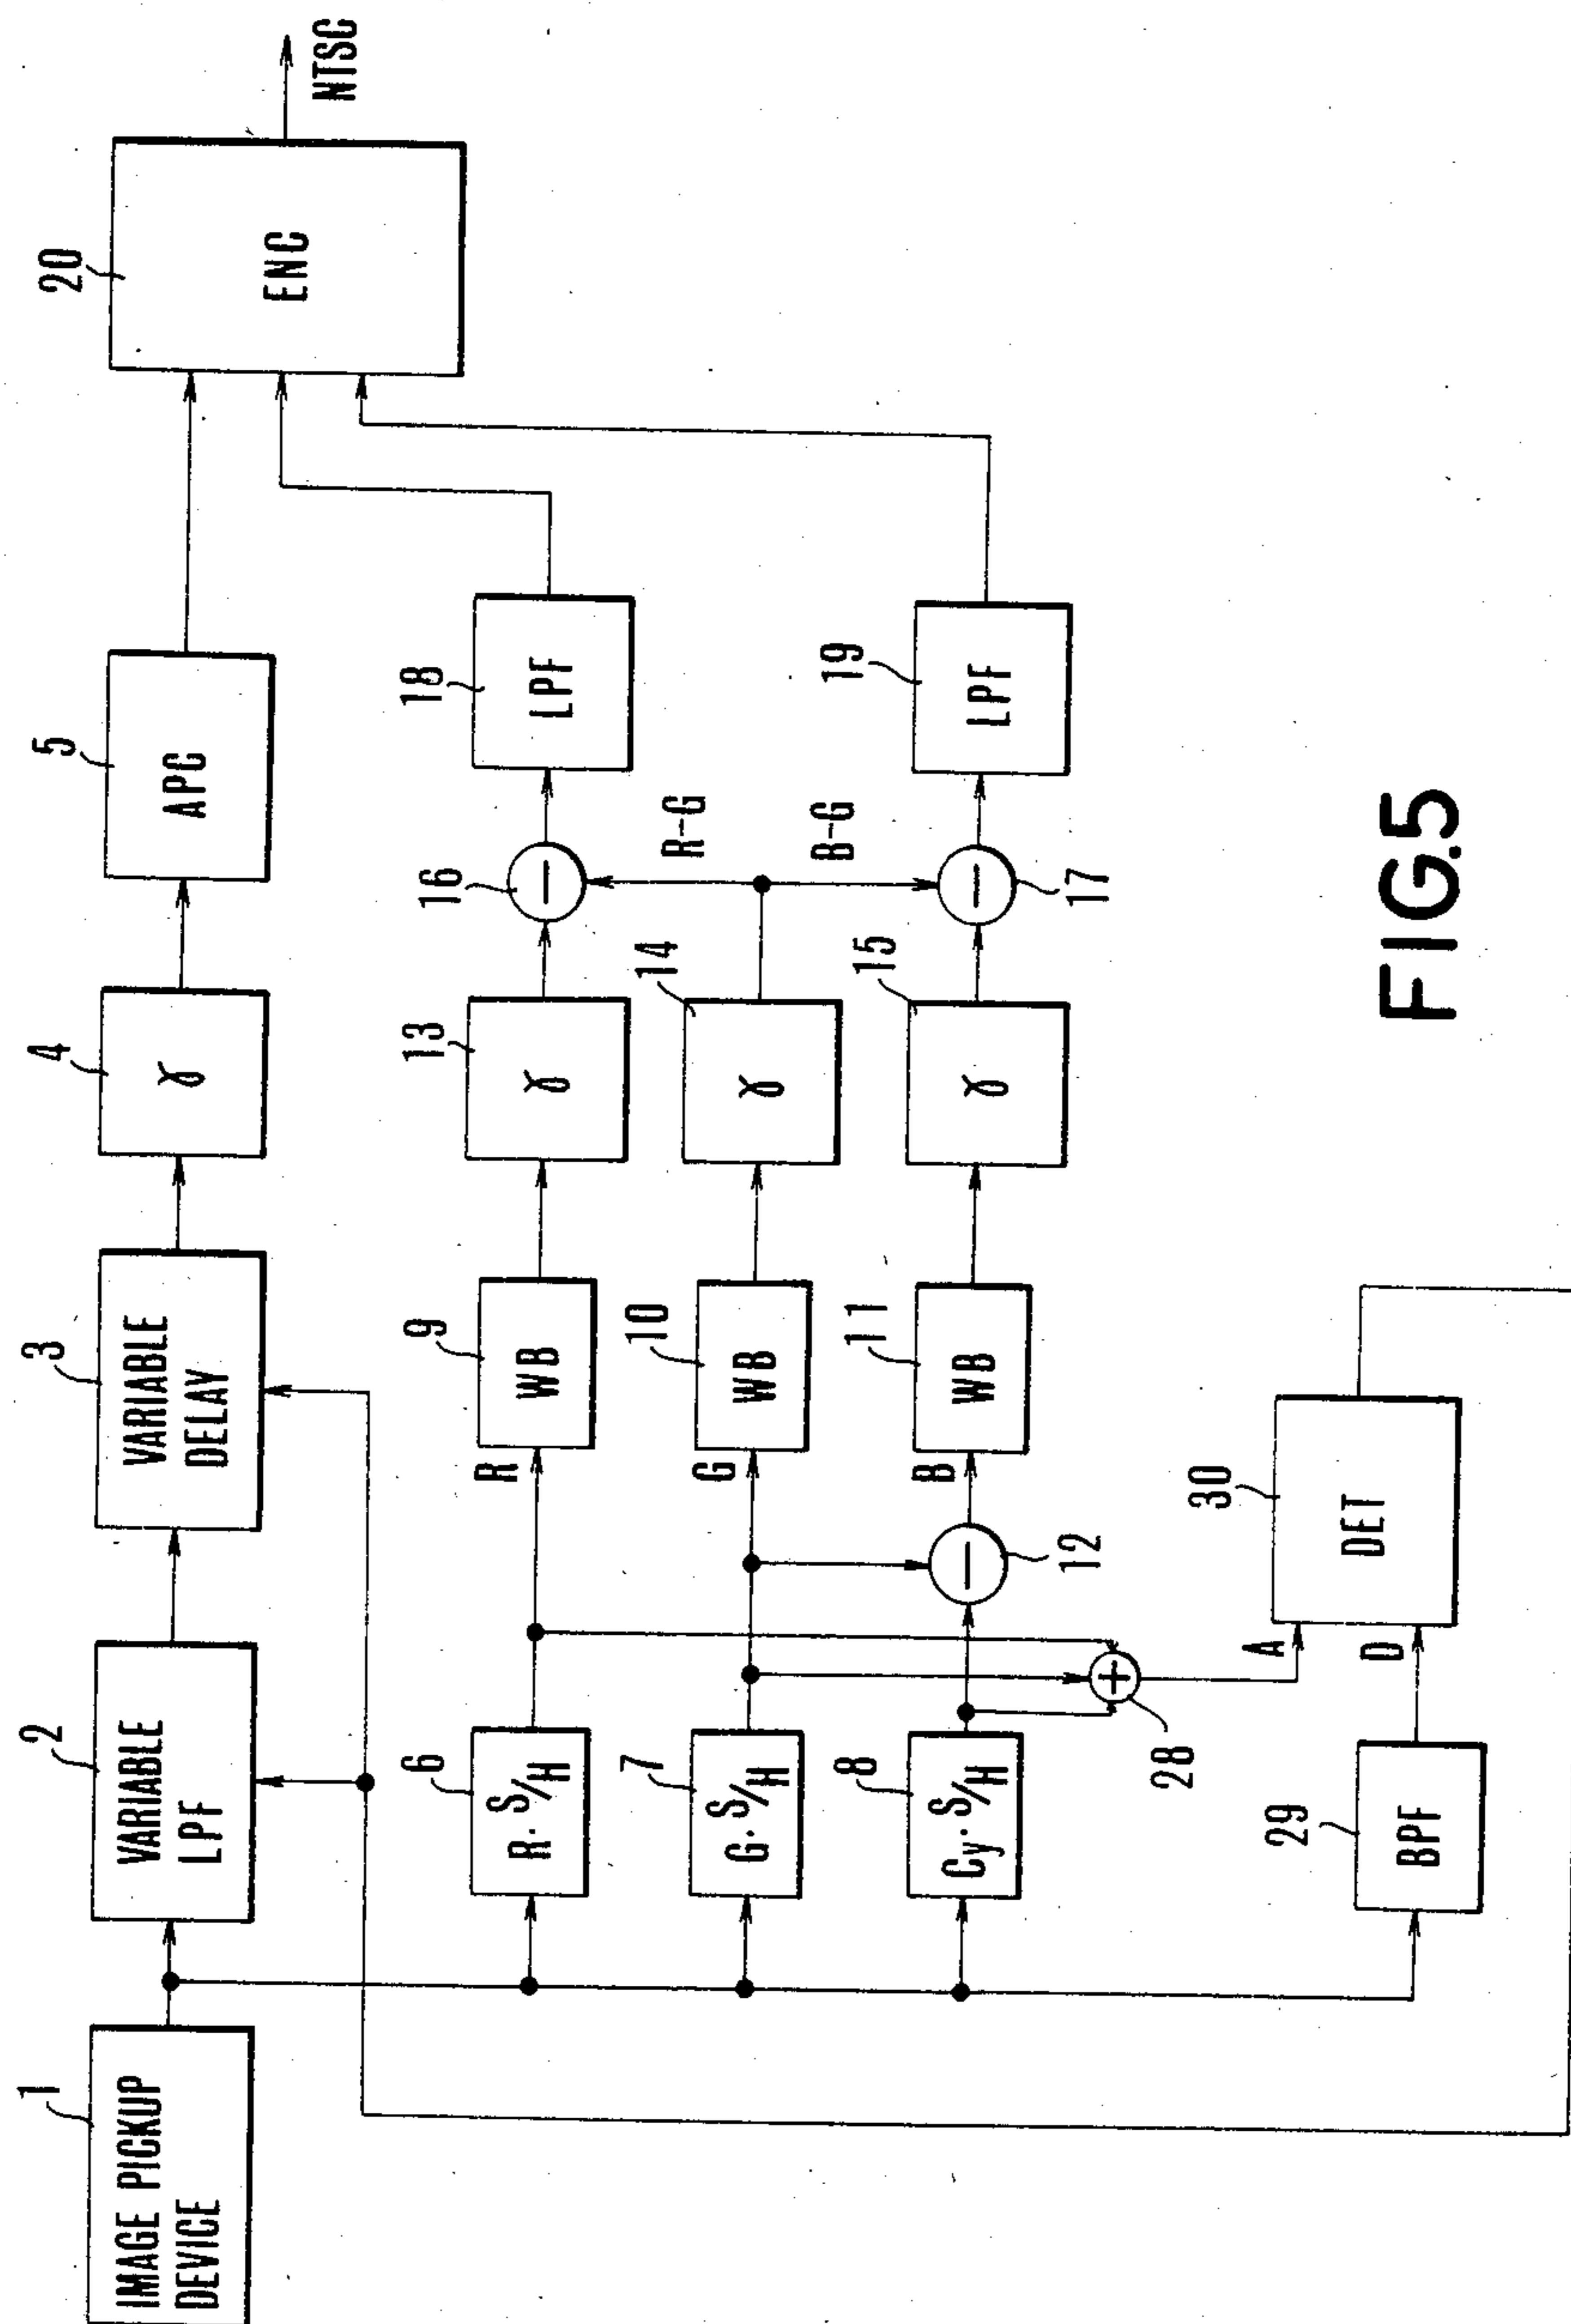 1
IMAGE PICKUP
DEVICE
2
VARIABLE
LPF
3
VARIABLE
DELAY
4
γ
5
APC
20
ENC
NTSC
6
R·S/H
R
9
WB
13
γ
16
−
18
LPF
R-G
7
G·S/H
G
10
WB
14
γ
B-G
8
Cy·S/H
12
−
B
11
WB
15
γ
17
−
19
LPF
28
+
A
29
BPF
D
30
DET
FIG.5